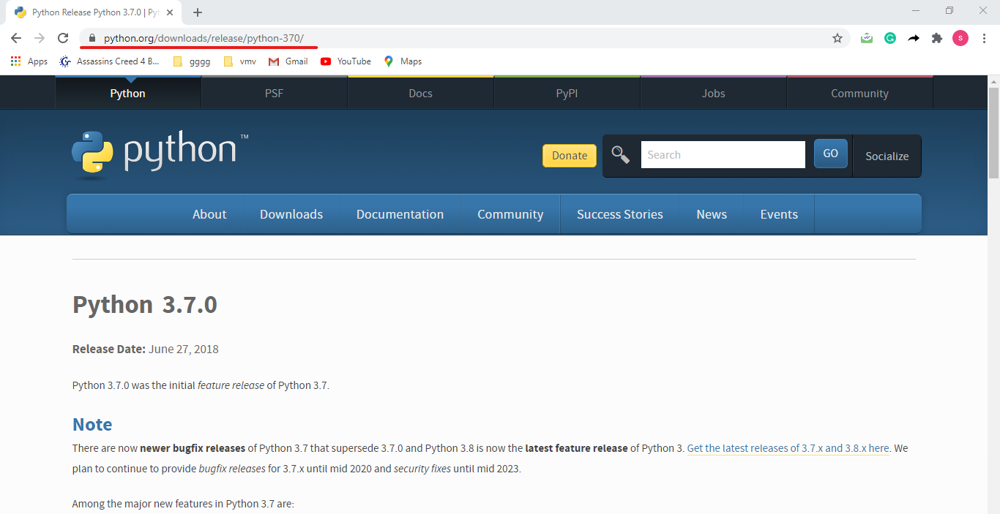 Python Release Python 3.7.0 | Pyt
python.org/downloads/release/python-370/
S
Apps Assassins Creed 4 B... gggg vmv Gmail YouTube Maps
Python PSF Docs PyPI Jobs Community
python™
Donate Search GO Socialize
About Downloads Documentation Community Success Stories News Events
Python 3.7.0
Release Date: June 27, 2018
Python 3.7.0 was the initial feature release of Python 3.7.
Note
There are now newer bugfix releases of Python 3.7 that supersede 3.7.0 and Python 3.8 is now the latest feature release of Python 3. Get the latest releases of 3.7.x and 3.8.x here. We
plan to continue to provide bugfix releases for 3.7.x until mid 2020 and security fixes until mid 2023.
Among the major new features in Python 3.7 are: